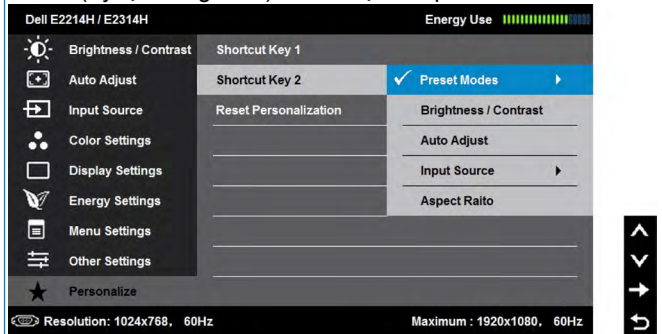 Dell E2214H / E2314H Energy Use
Brightness / Contrast Shortcut Key 1
Auto Adjust Shortcut Key 2 Preset Modes
Input Source Reset Personalization Brightness / Contrast
Color Settings Auto Adjust
Display Settings Input Source
Energy Settings Aspect Raito
Menu Settings
Other Settings
Personalize
Resolution: 1024x768, 60Hz Maximum : 1920x1080, 60Hz